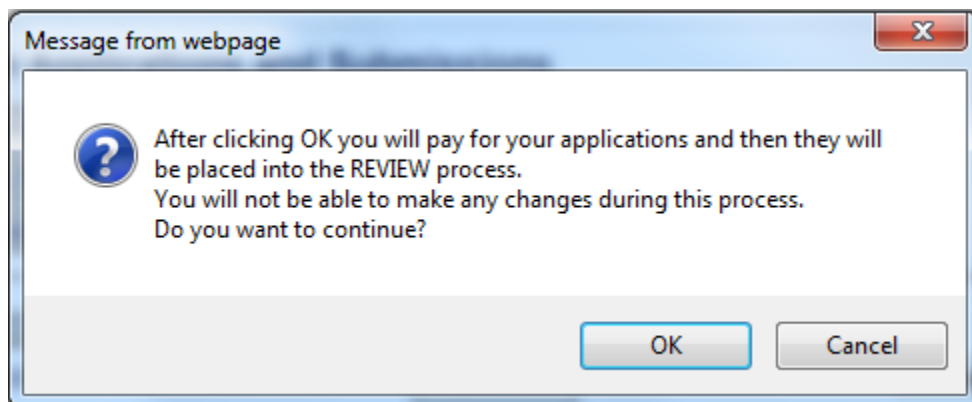 Message from webpage
After clicking OK you will pay for your applications and then they will
be placed into the REVIEW process.
You will not be able to make any changes during this process.
Do you want to continue?
OK
Cancel